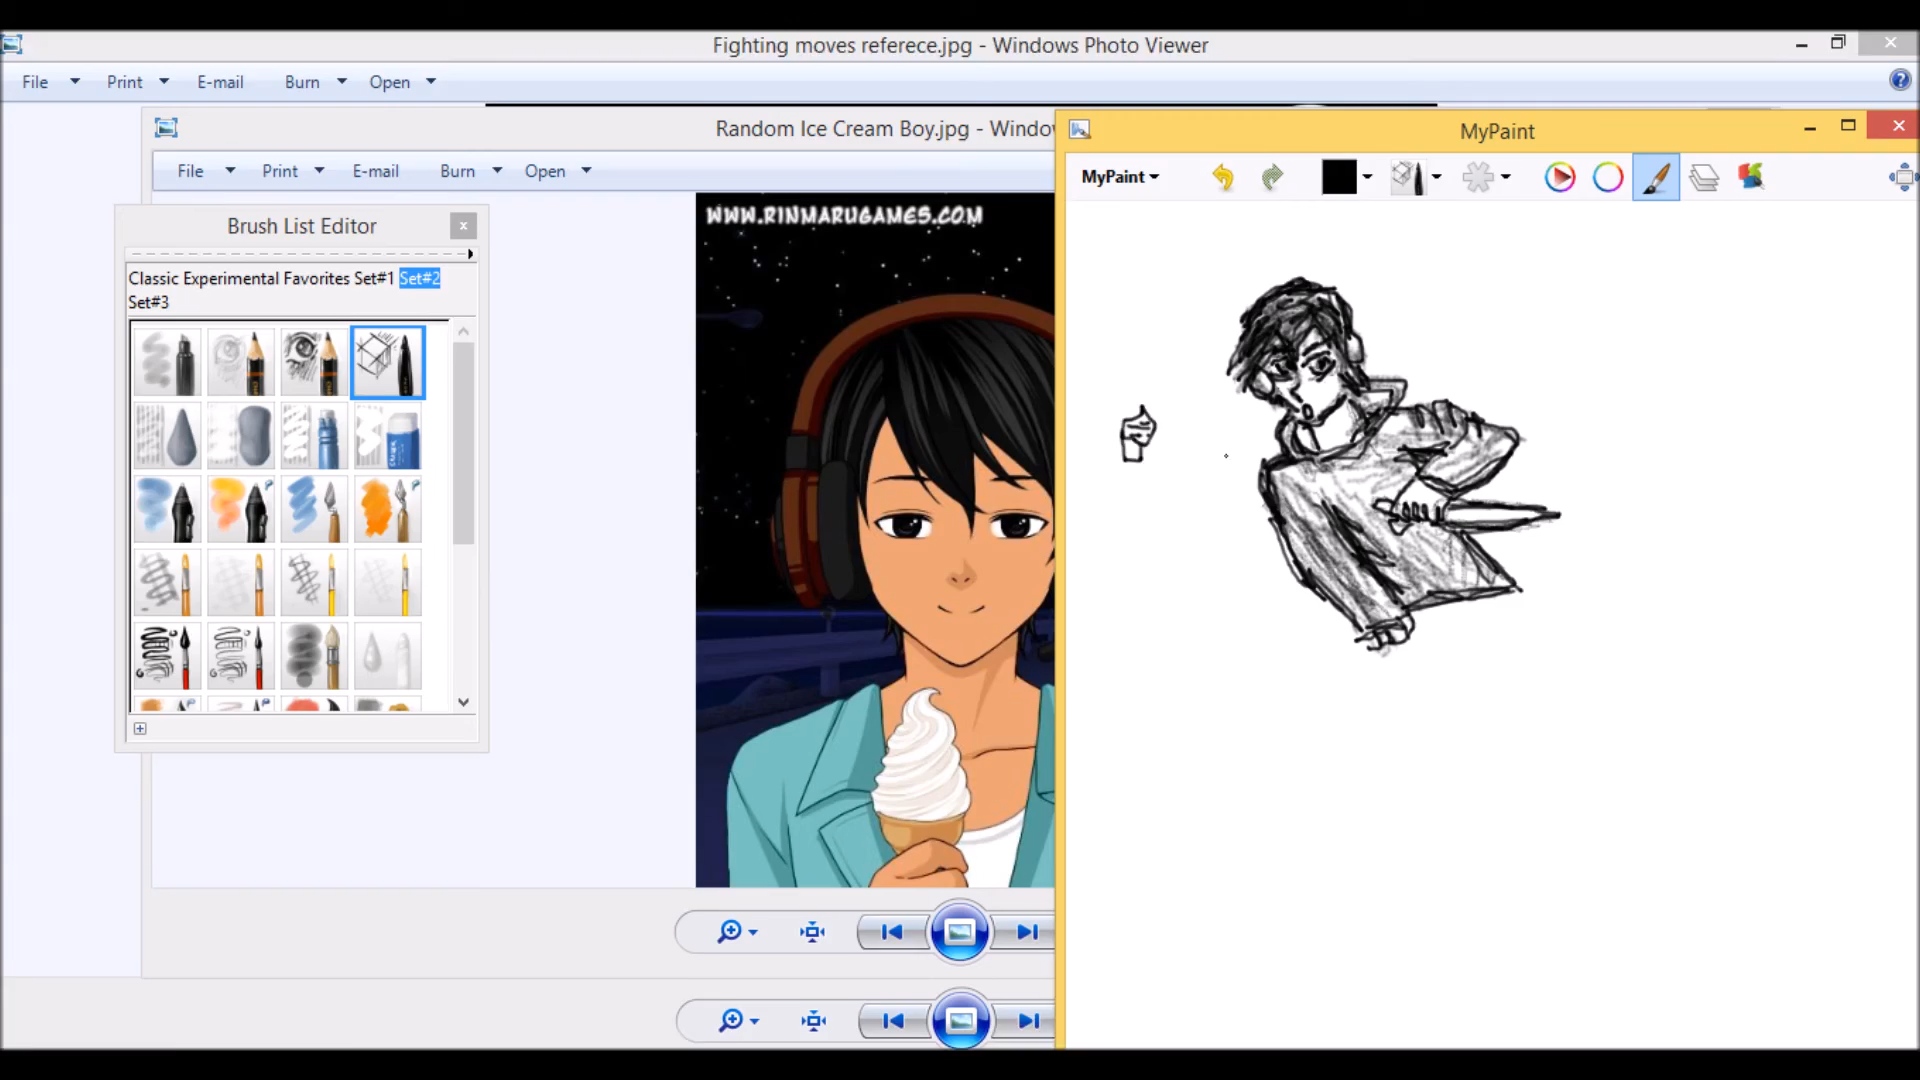 Fighting moves referece.jpg - Windows Photo Viewer
File Print E-mail Burn Open
Random Ice Cream Boy.jpg - Windo
File Print E-mail Burn Open
WWW.RINMARUGAMES.COM
Brush List Editor
Classic Experimental Favorites Set#1 Set#2
Set#3
MyPaint
MyPaint